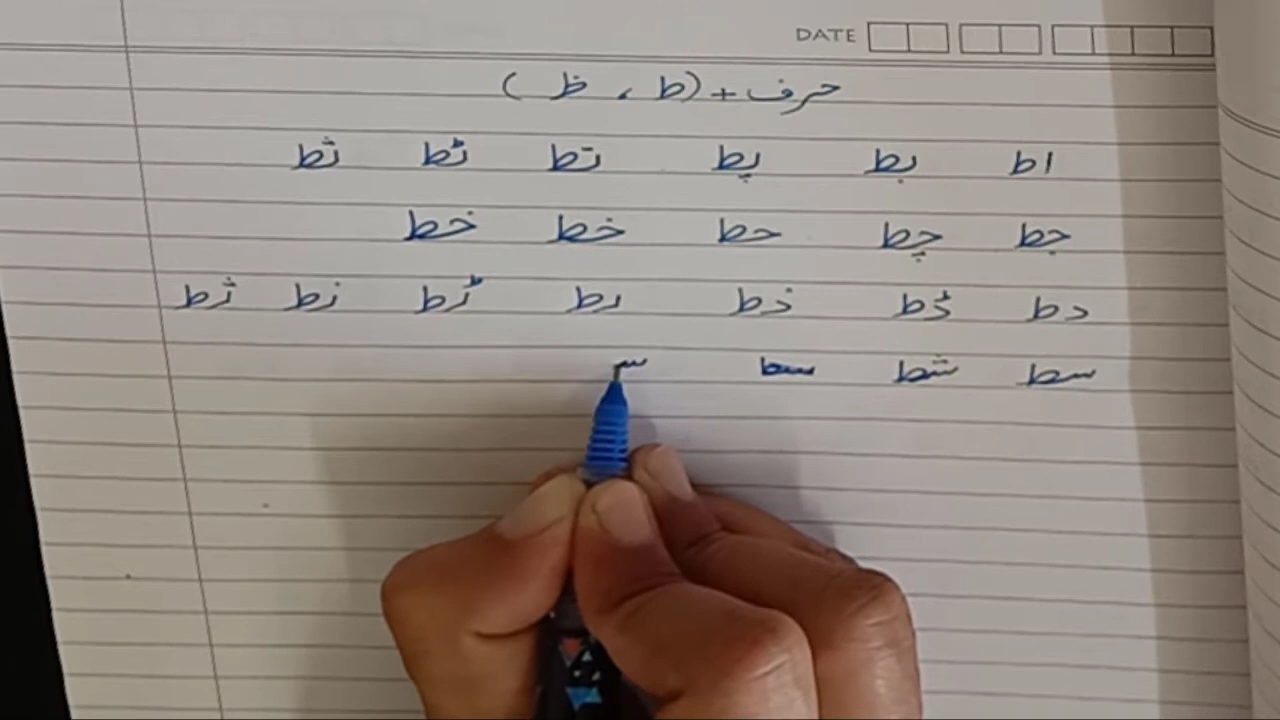 DATE
حرف + (ط ، ظ)
اط بط پط تط ٹط ثط
جط چط حط خط خط
دط ڈط ذط رط ڑط زط ژط
سط شط سط س